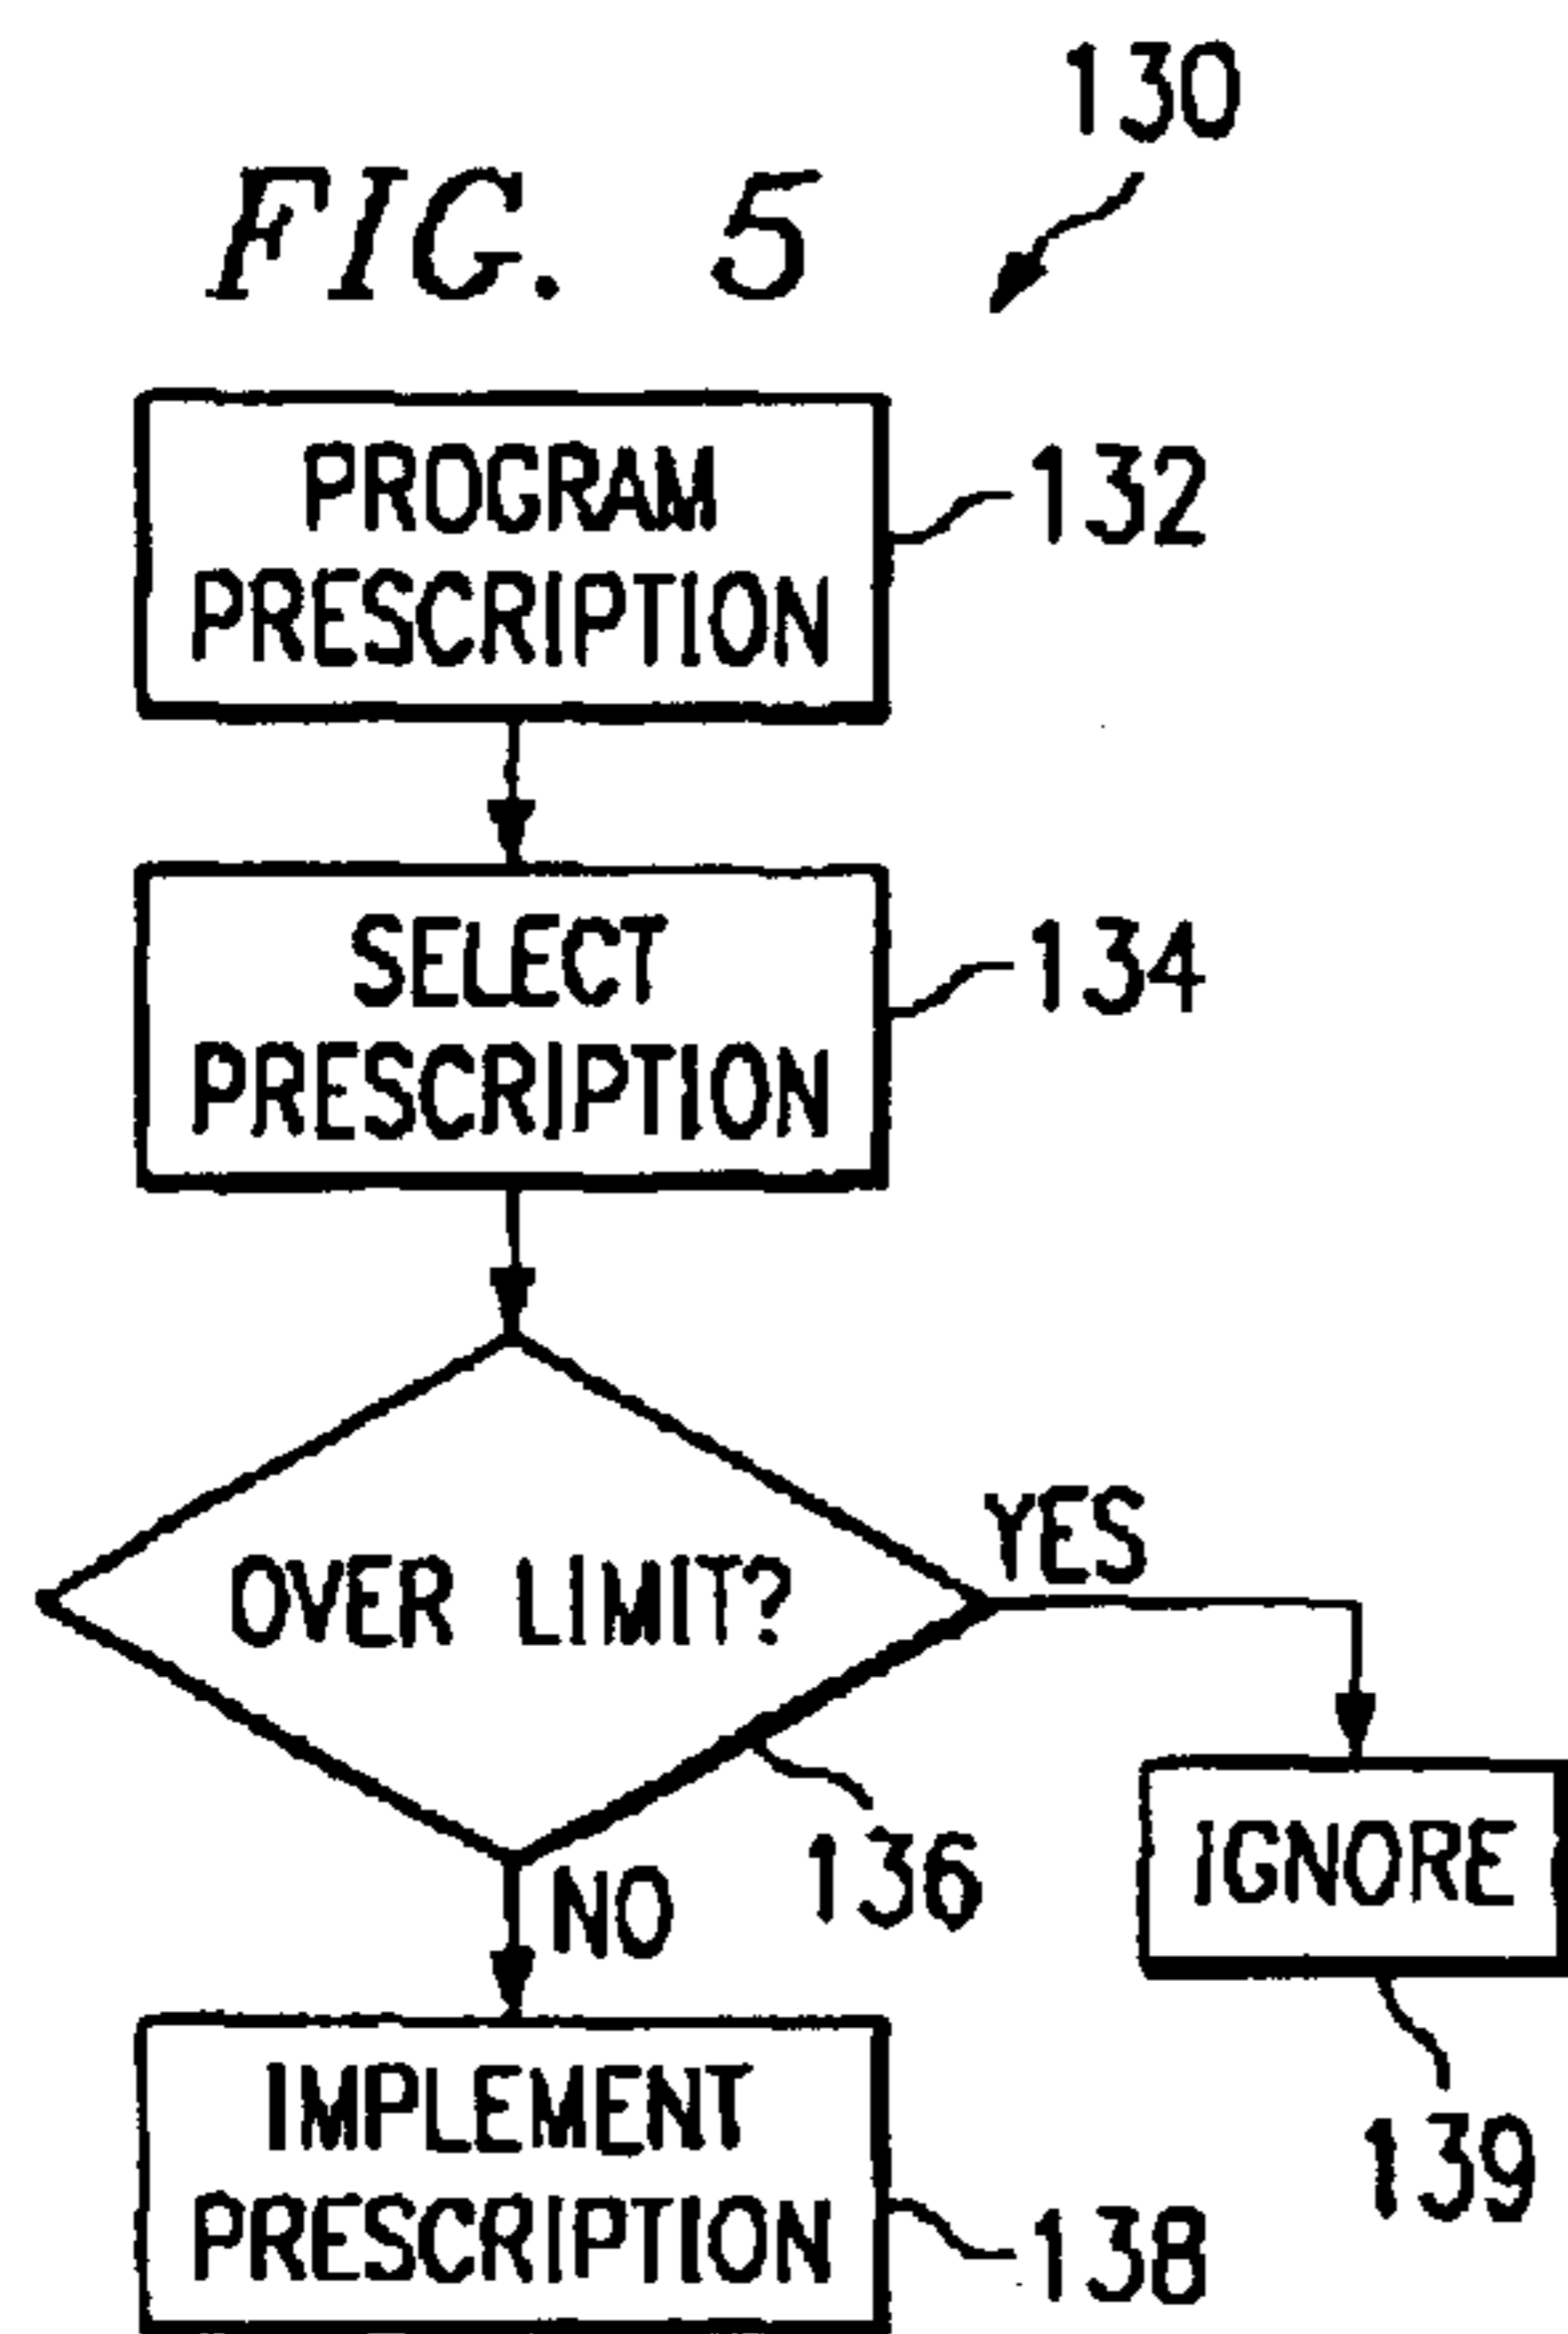 130
FIG. 5
PROGRAM
PRESCRIPTION
132
SELECT
PRESCRIPTION
134
OVER LIMIT?
YES
136
NO
IGNORE
139
IMPLEMENT
PRESCRIPTION
138